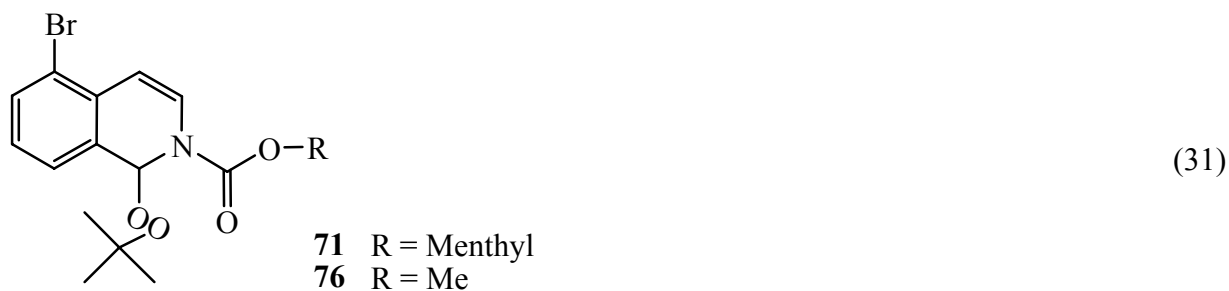 Br
N
O
R
O
O
O
71 R = Menthyl
76 R = Me
(31)